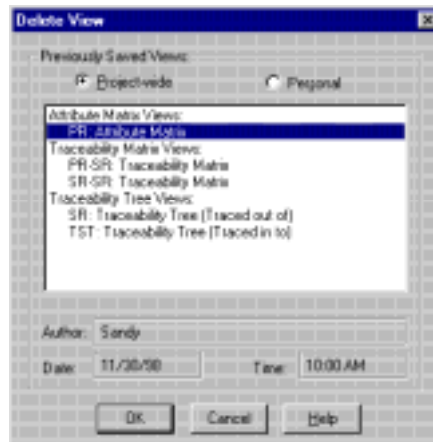 Delete View
Previously Saved Views:
Project-wide Personal
Attribute Matrix Views:
PR: Attribute Matrix
Traceability Matrix Views:
PR-SR: Traceability Matrix
SR-SR: Traceability Matrix
Traceability Tree Views:
SR: Traceability Tree (Traced out of)
TST: Traceability Tree (Traced in to)
Author: Sandy
Date: 11/30/98 Time: 10:00 AM
OK Cancel Help